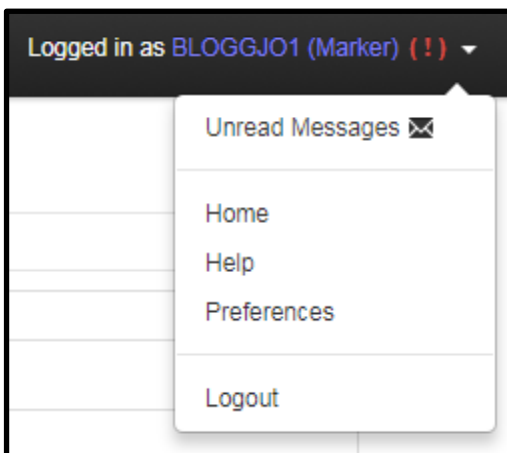 Logged in as BLOGGJO1 (Marker) (!)
Unread Messages
Home
Help
Preferences
Logout